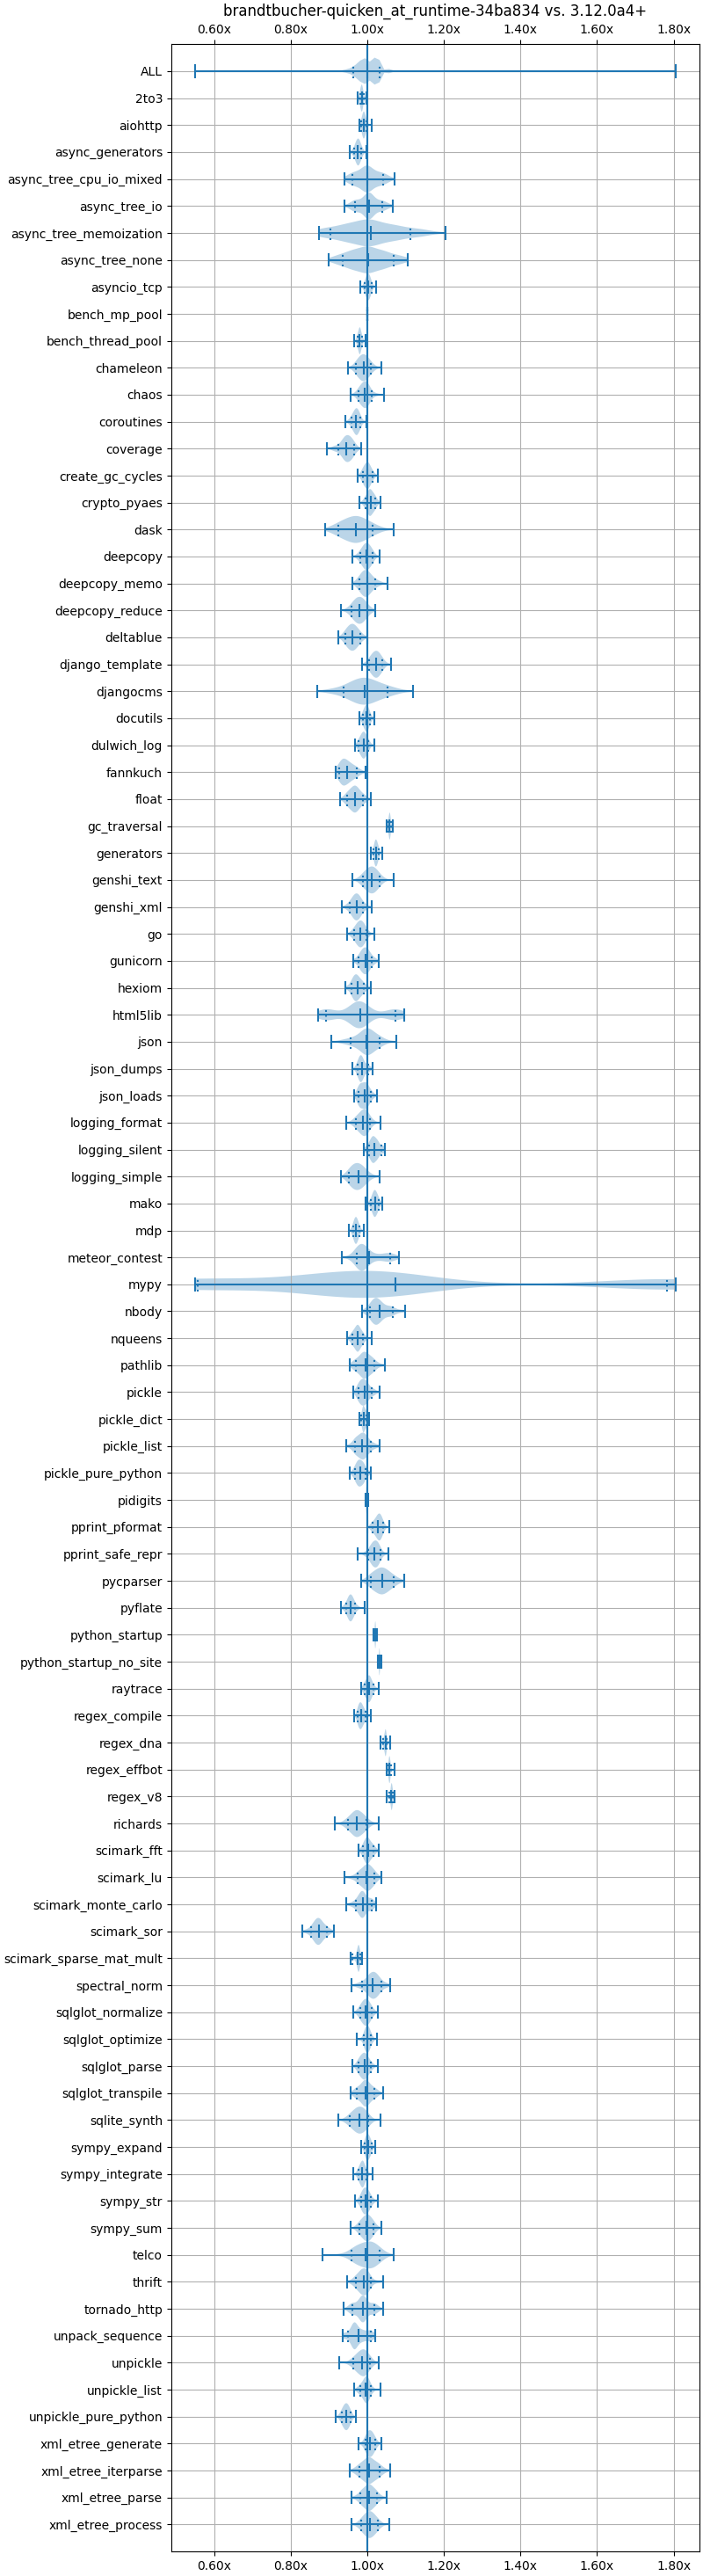 brandtbucher-quicken_at_runtime-34ba834 vs. 3.12.0a4+
0.60x 0.80x 1.00x 1.20x 1.40x 1.60x 1.80x
ALL
2to3
aiohttp
async_generators
async_tree_cpu_io_mixed
async_tree_io
async_tree_memoization
async_tree_none
asyncio_tcp
bench_mp_pool
bench_thread_pool
chameleon
chaos
coroutines
coverage
create_gc_cycles
crypto_pyaes
dask
deepcopy
deepcopy_memo
deepcopy_reduce
deltablue
django_template
djangocms
docutils
dulwich_log
fannkuch
float
gc_traversal
generators
genshi_text
genshi_xml
go
gunicorn
hexiom
html5lib
json
json_dumps
json_loads
logging_format
logging_silent
logging_simple
mako
mdp
meteor_contest
mypy
nbody
nqueens
pathlib
pickle
pickle_dict
pickle_list
pickle_pure_python
pidigits
pprint_pformat
pprint_safe_repr
pycparser
pyflate
python_startup
python_startup_no_site
raytrace
regex_compile
regex_dna
regex_effbot
regex_v8
richards
scimark_fft
scimark_lu
scimark_monte_carlo
scimark_sor
scimark_sparse_mat_mult
spectral_norm
sqlglot_normalize
sqlglot_optimize
sqlglot_parse
sqlglot_transpile
sqlite_synth
sympy_expand
sympy_integrate
sympy_str
sympy_sum
telco
thrift
tornado_http
unpack_sequence
unpickle
unpickle_list
unpickle_pure_python
xml_etree_generate
xml_etree_iterparse
xml_etree_parse
xml_etree_process
0.60x 0.80x 1.00x 1.20x 1.40x 1.60x 1.80x